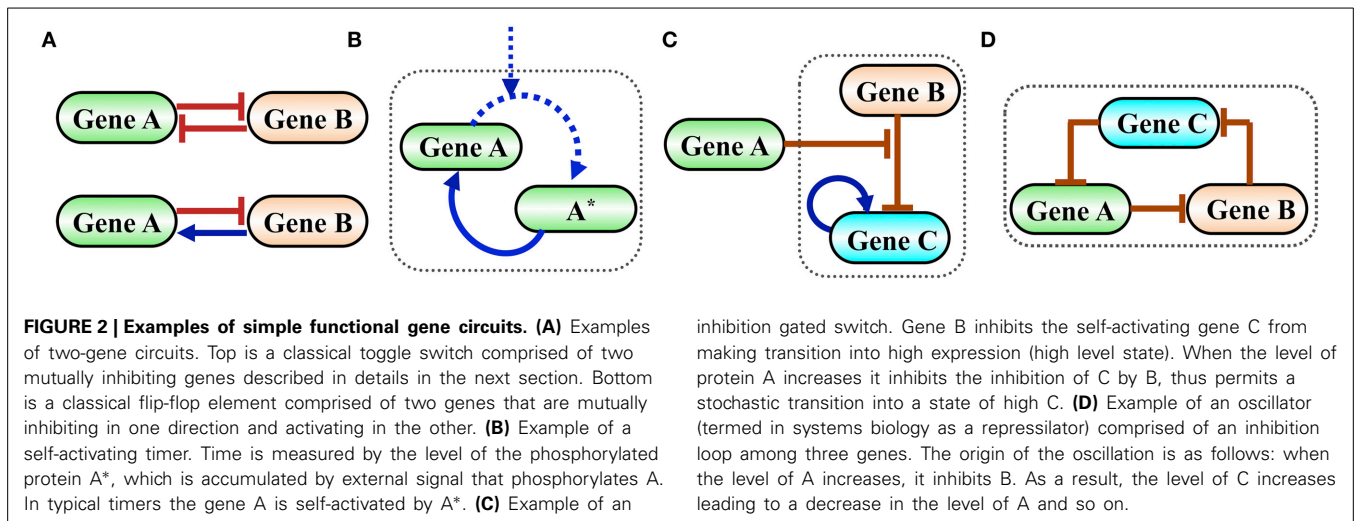 A
B
C
D
Gene A
Gene B
Gene A
Gene B
Gene A
A*
Gene B
Gene A
Gene C
Gene C
Gene A
Gene B
FIGURE 2 | Examples of simple functional gene circuits. (A) Examples
of two-gene circuits. Top is a classical toggle switch comprised of two
mutually inhibiting genes described in details in the next section. Bottom
is a classical flip-flop element comprised of two genes that are mutually
inhibiting in one direction and activating in the other. (B) Example of a
self-activating timer. Time is measured by the level of the phosphorylated
protein A*, which is accumulated by external signal that phosphorylates A.
In typical timers the gene A is self-activated by A*. (C) Example of an
inhibition gated switch. Gene B inhibits the self-activating gene C from
making transition into high expression (high level state). When the level of
protein A increases it inhibits the inhibition of C by B, thus permits a
stochastic transition into a state of high C. (D) Example of an oscillator
(termed in systems biology as a repressilator) comprised of an inhibition
loop among three genes. The origin of the oscillation is as follows: when
the level of A increases, it inhibits B. As a result, the level of C increases
leading to a decrease in the level of A and so on.